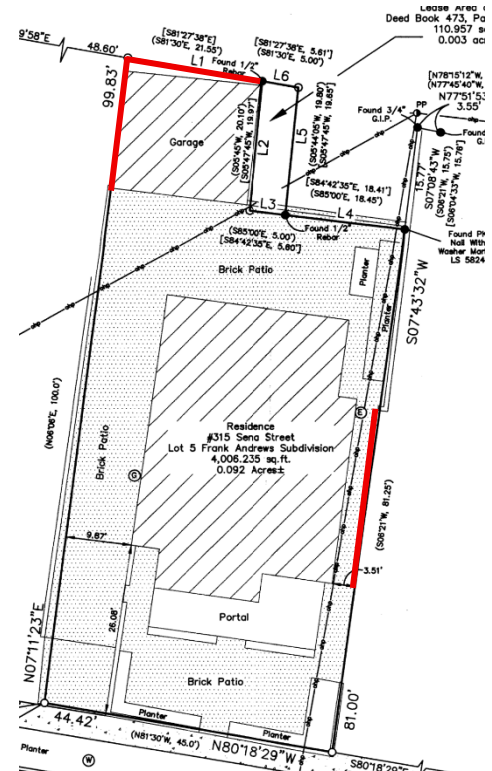 Lease Area
Deed Book 473, Pa
110.957 sq
0.003 acr
9°58"E
48.60'
[S81°27'38"E]
(S81°30"E, 21.55')
L1
Found 1/2"
Rebar
[S81°27'38"E, 5.61']
(S81°30"E, 5.00')
L6
[N78°15'12"W,
(N77°45'40"W,
N77°51'53
3.55'
Found 3/4"
G.I.P.
PP
Found
G.I
99.83'
Garage
L2
(S05°45'W, 20.10')
[S05°47'45"W, 19.97']
L5
[S05°44'05"W, 19.80']
(S05°47'45"W, 19.65')
15.77'
S07°08'43"W
(S06°21'W, 15.75')
[S06°04'33"W, 15.78']
[S84°42'35"E, 18.41']
(S85°00'E, 18.45')
L3
L4
(S85°00'E, 5.00')
[S84°42'35"E, 5.80']
Found 1/2"
Rebar
Found PK
Nail With
Washer Mar
LS 5824
Brick Patio
Planter
Planter
S07°43'32"W
Residence
#315 Sena Street
Lot 5 Frank Andrews Subdivision
4,006.235 sq.ft.
0.092 Acres±
E
(N06°06'E, 100.0')
Brick Patio
G
(S06°21'W, 81.25')
9.87'
3.51'
Portal
26.08'
N07°11'23"E
Brick Patio
Planter
Planter
81.00'
44.42'
(N81°30'W, 45.0')
N80°18'29"W
S80°18'29"E
Planter
W